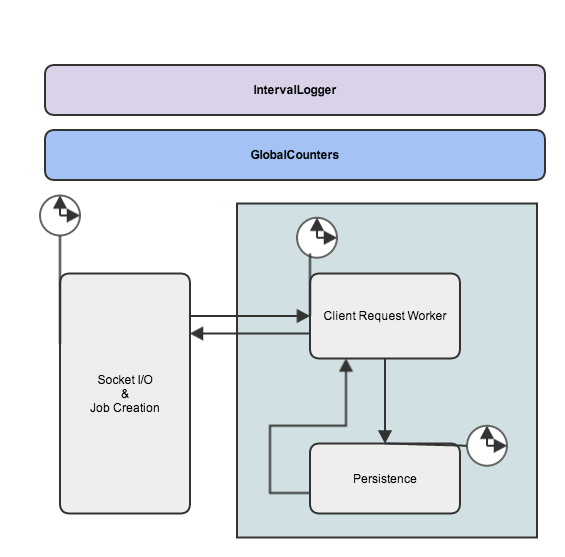 IntervalLogger
GlobalCounters
Client Request Worker
Socket I/O
&
Job Creation
Persistence